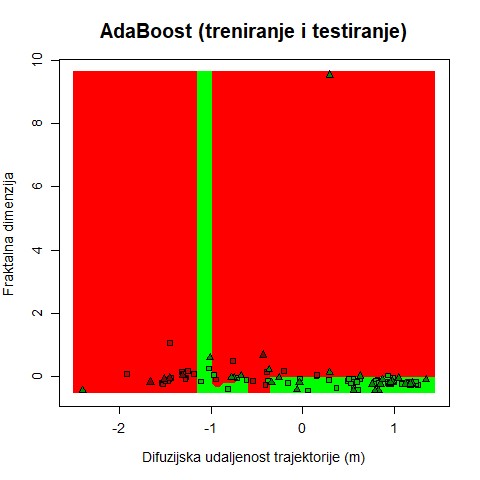 AdaBoost (treniranje i testiranje)
10
8
6
4
2
0
Fraktalna dimenzija
-2 -1 0 1
Difuzijska udaljenost trajektorije (m)